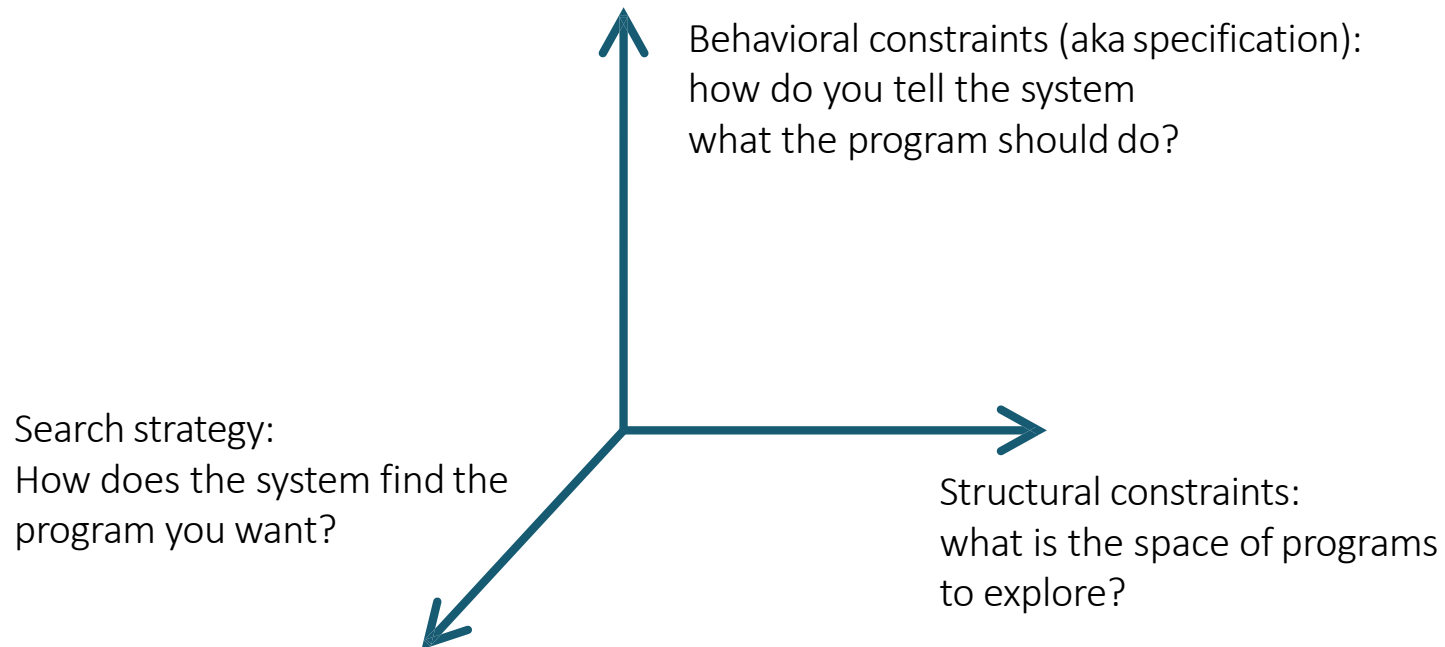 Behavioral constraints (aka specification):
how do you tell the system
what the program should do?
Search strategy:
How does the system find the
program you want?
Structural constraints:
what is the space of programs
to explore?